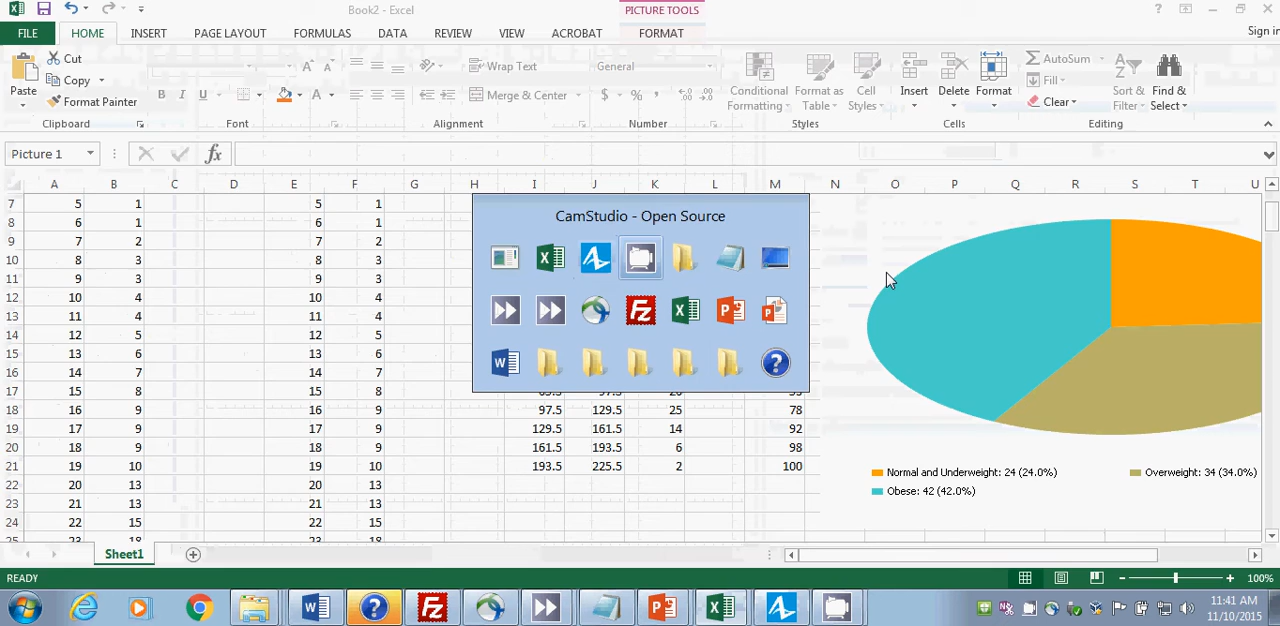 Book2 - Excel
PICTURE TOOLS
?
FILE HOME INSERT PAGE LAYOUT FORMULAS DATA REVIEW VIEW ACROBAT FORMAT Sign in
Paste Cut Copy Format Painter
B I U A A A
Wrap Text
Merge & Center
General
$ % ,
Conditional Formatting Format as Table Cell Styles
Insert Delete Format
AutoSum Fill Clear
Sort & Filter Find & Select
Clipboard Font Alignment Number Styles Cells Editing
Picture 1 fx
A B C D E F G H I J K L M N O P Q R S T U
7 5 1 5 1
8 6 1 6 1
9 7 2 7 2
10 8 3 8 3
11 9 3 9 3
12 10 4 10 4
13 11 4 11 4
14 12 5 12 5
15 13 6 13 6
16 14 7 14 7
17 15 8 15 8
18 16 9 16 9 97.5 129.5 25 78
19 17 9 17 9 129.5 161.5 14 92
20 18 9 18 9 161.5 193.5 6 98
21 19 10 19 10 193.5 225.5 2 100
22 20 13 20 13
23 21 13 21 13
24 22 15 22 15
25 23 18 23 18
CamStudio - Open Source
Normal and Underweight: 24 (24.0%)
Overweight: 34 (34.0%)
Obese: 42 (42.0%)
Sheet1
READY
100%
11:41 AM
11/10/2015